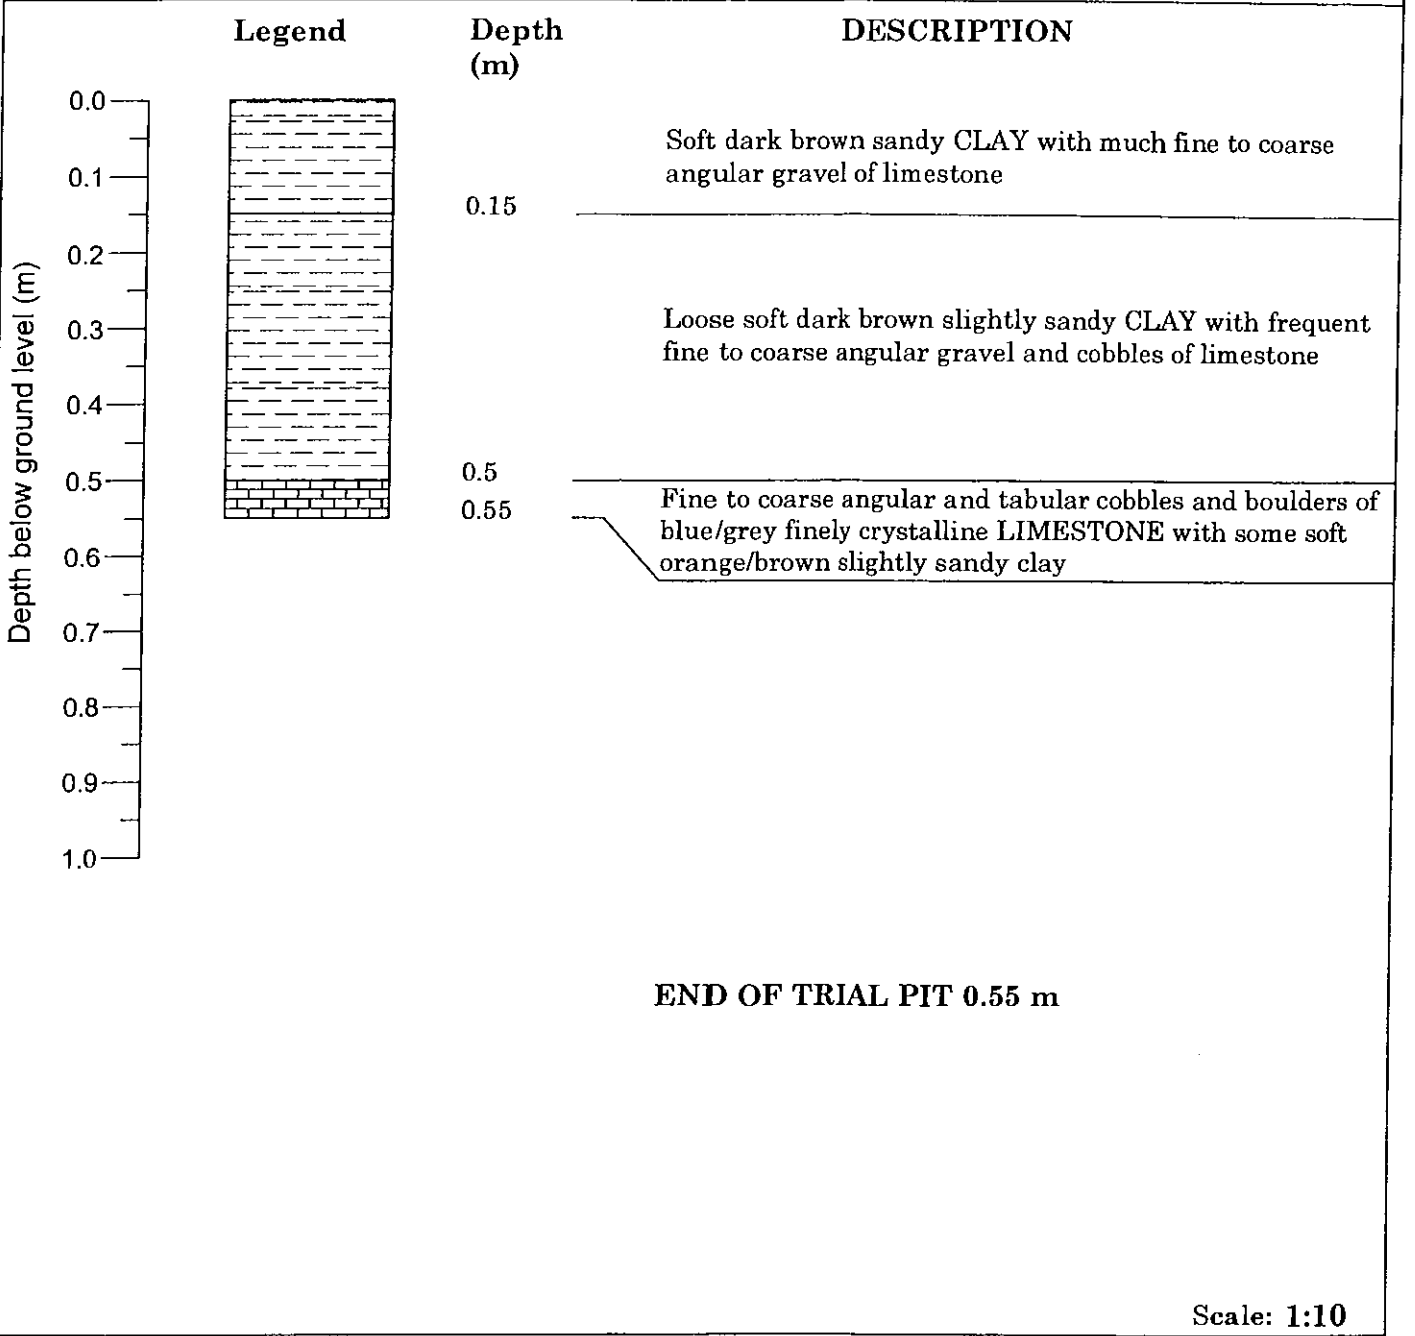 Legend
Depth
(m)
DESCRIPTION
Depth below ground level (m)
0.0
0.1
0.2
0.3
0.4
0.5
0.6
0.7
0.8
0.9
1.0
Soft dark brown sandy CLAY with much fine to coarse
angular gravel of limestone
0.15
Loose soft dark brown slightly sandy CLAY with frequent
fine to coarse angular gravel and cobbles of limestone
0.5
0.55
Fine to coarse angular and tabular cobbles and boulders of
blue/grey finely crystalline LIMESTONE with some soft
orange/brown slightly sandy clay
END OF TRIAL PIT 0.55 m
Scale: 1:10